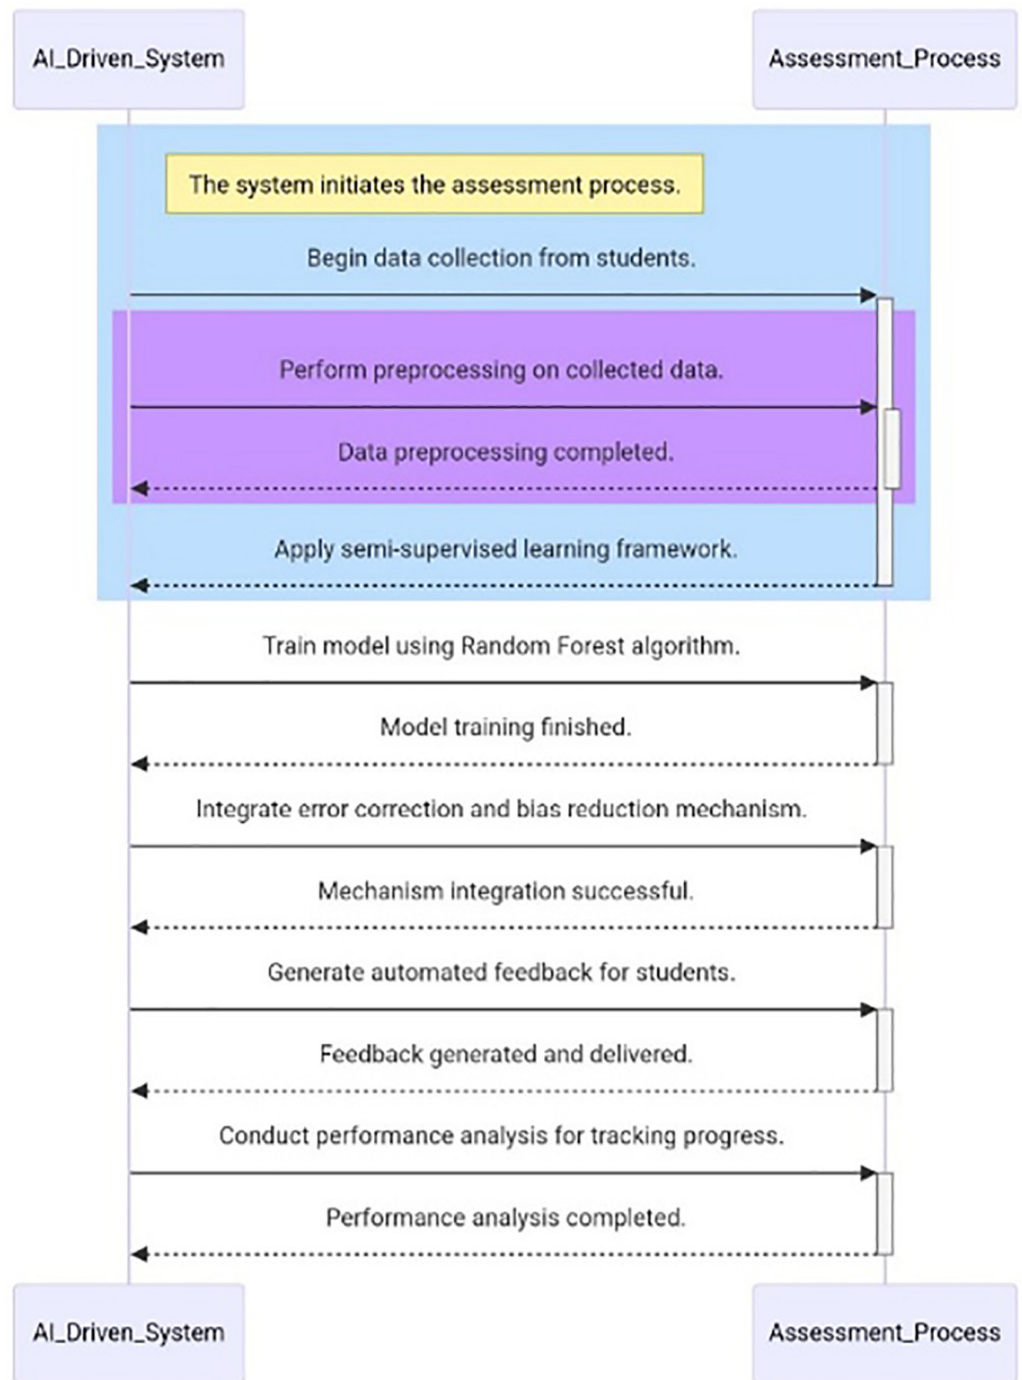 AI_Driven_System
Assessment_Process
The system initiates the assessment process.
Begin data collection from students.
Perform preprocessing on collected data.
Data preprocessing completed.
Apply semi-supervised learning framework.
Train model using Random Forest algorithm.
Model training finished.
Integrate error correction and bias reduction mechanism.
Mechanism integration successful.
Generate automated feedback for students.
Feedback generated and delivered.
Conduct performance analysis for tracking progress.
Performance analysis completed.
AI_Driven_System
Assessment_Process